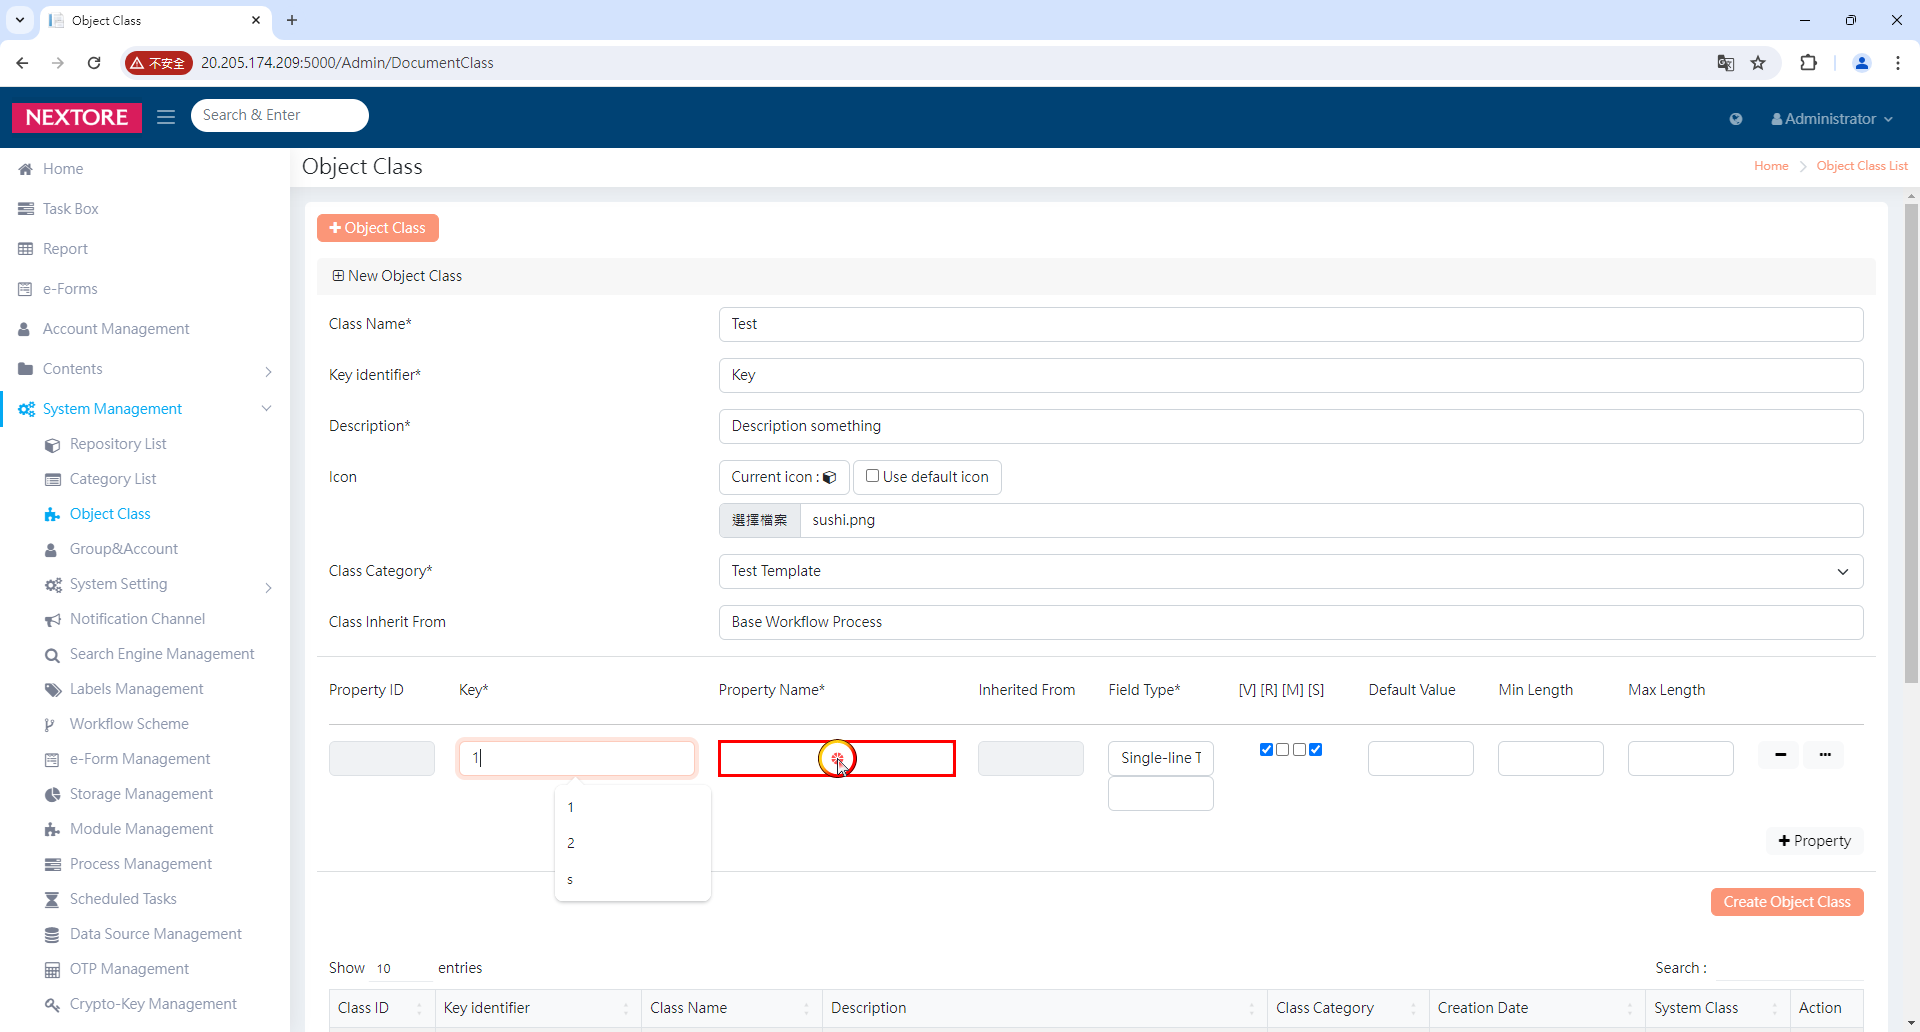 Object Class
不安全 20.205.174.209:5000/Admin/DocumentClass
NEXTORE
Search & Enter
Administrator
Home
Task Box
Report
e-Forms
Account Management
Contents
System Management
Repository List
Category List
Object Class
Group&Account
System Setting
Notification Channel
Search Engine Management
Labels Management
Workflow Scheme
e-Form Management
Storage Management
Module Management
Process Management
Scheduled Tasks
Data Source Management
OTP Management
Crypto-Key Management
Object Class
Home > Object Class List
+ Object Class
New Object Class
Class Name* Test
Key identifier* Key
Description* Description something
Icon Current icon : Use default icon
選擇檔案 sushi.png
Class Category* Test Template
Class Inherit From Base Workflow Process
Property ID Key* Property Name* Inherited From Field Type* [V] [R] [M] [S] Default Value Min Length Max Length
1 Single-line T
1
2
s
+ Property
Create Object Class
Show 10 entries Search :
Class ID Key identifier Class Name Description Class Category Creation Date System Class Action